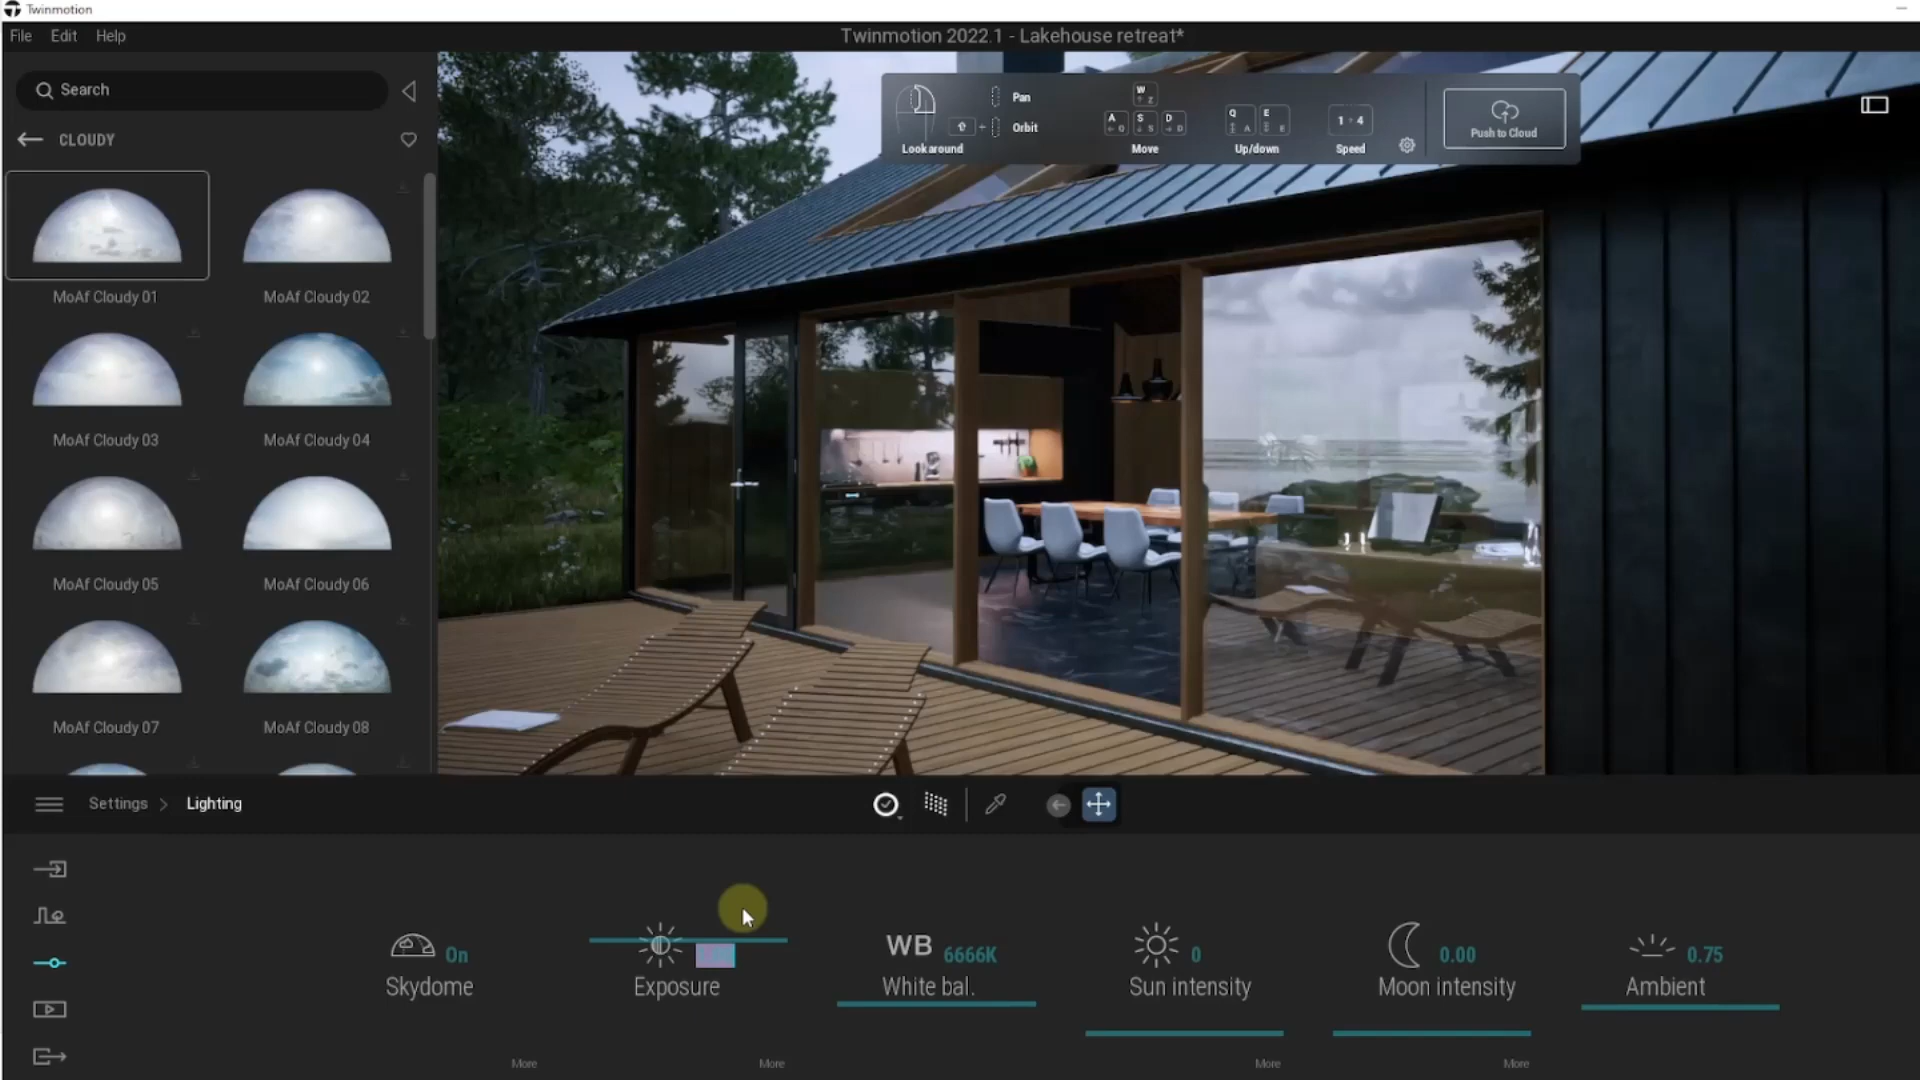 Twinmotion
File Edit Help
Twinmotion 2022.1 - Lakehouse retreat*
Search
CLOUDY
MoAf Cloudy 01
MoAf Cloudy 02
MoAf Cloudy 03
MoAf Cloudy 04
MoAf Cloudy 05
MoAf Cloudy 06
MoAf Cloudy 07
MoAf Cloudy 08
Pan
Orbit
Look around
W
Z
A
Q
S
S
D
D
Move
Q
A
E
E
Up/down
1 - 4
Speed
Push to Cloud
Settings > Lighting
On
Skydome
More
Exposure
More
WB 6666K
White bal.
0
Sun intensity
More
0.00
Moon intensity
More
0.75
Ambient